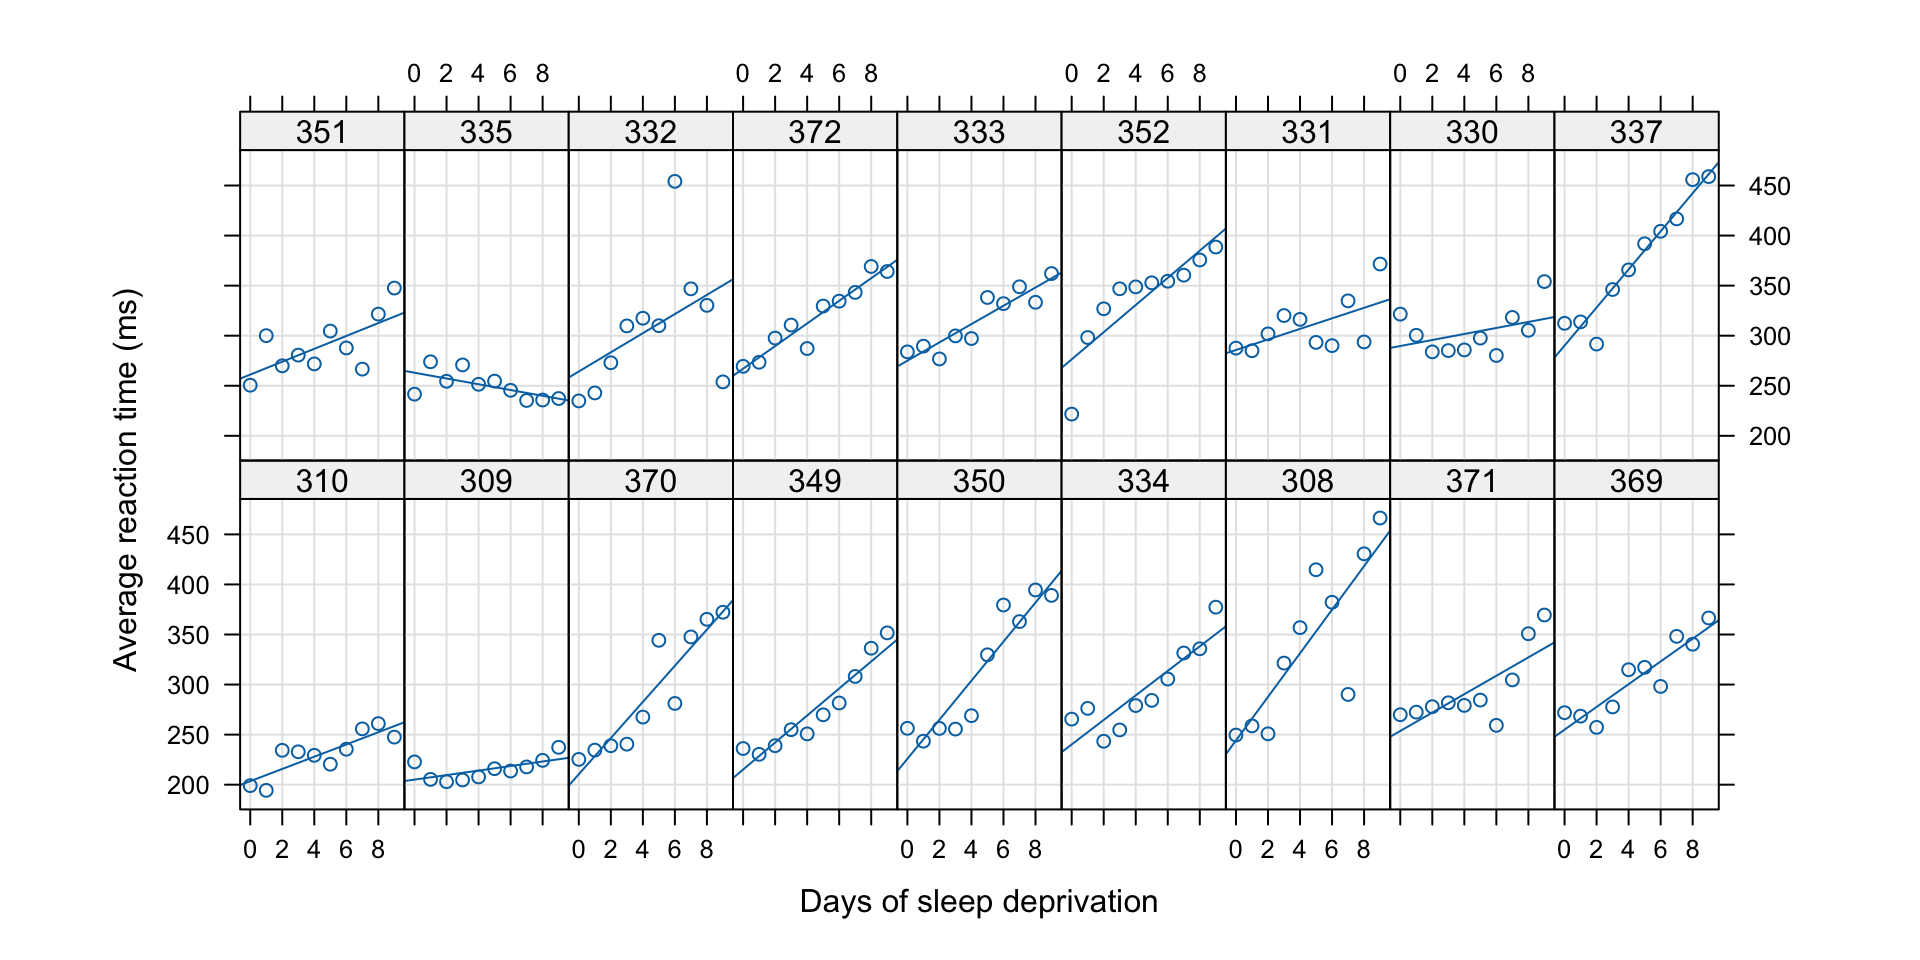 0 2 4 6 8 0 2 4 6 8 0 2 4 6 8 0 2 4 6 8
351 335 332 372 333 352 331 330 337
450
400
350
300
250
200
Average reaction time (ms)
310 309 370 349 350 334 308 371 369
450
400
350
300
250
200
0 2 4 6 8 0 2 4 6 8 0 2 4 6 8 0 2 4 6 8 0 2 4 6 8
Days of sleep deprivation